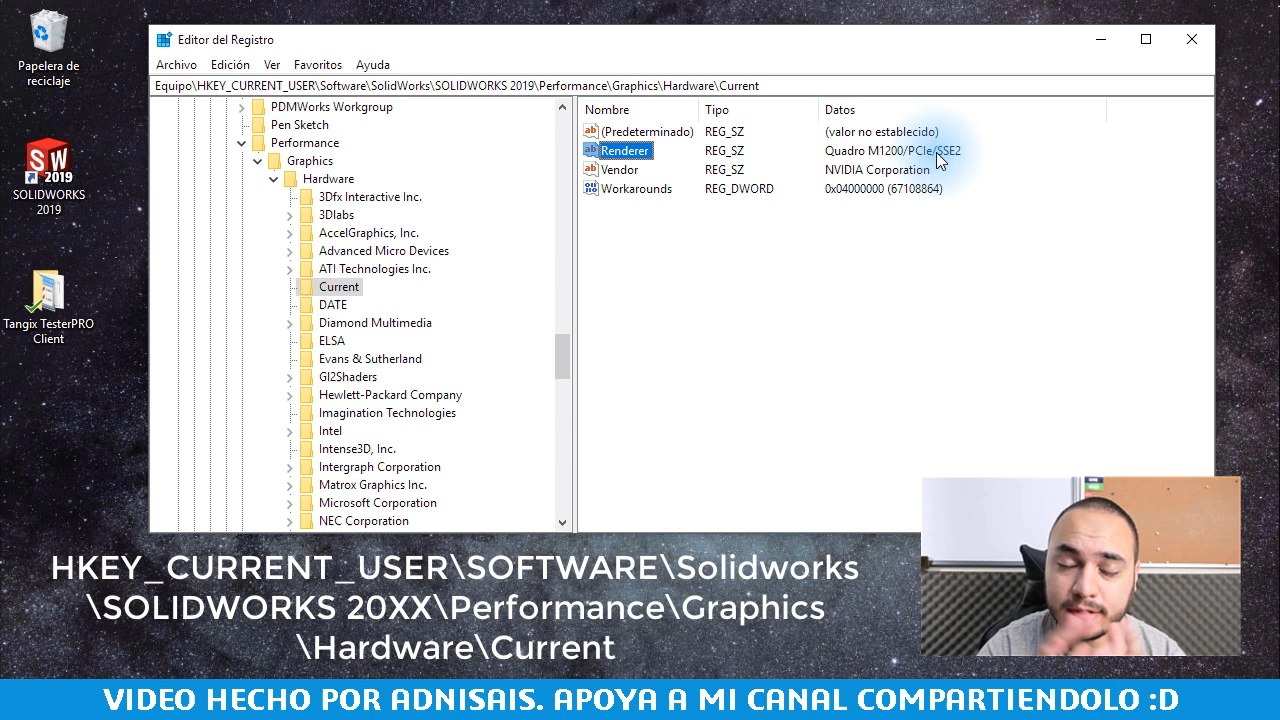 Papelera de
reciclaje
SW
2019
SOLIDWORKS
2019
Tangix TesterPRO
Client
Editor del Registro
Archivo Edición Ver Favoritos Ayuda
Equipo\HKEY_CURRENT_USER\Software\SolidWorks\SOLIDWORKS 2019\Performance\Graphics\Hardware\Current
PDMWorks Workgroup
Pen Sketch
Performance
Graphics
Hardware
3Dfx Interactive Inc.
3Dlabs
AccelGraphics, Inc.
Advanced Micro Devices
ATI Technologies Inc.
Current
DATE
Diamond Multimedia
ELSA
Evans & Sutherland
Gl2Shaders
Hewlett-Packard Company
Imagination Technologies
Intel
Intense3D, Inc.
Intergraph Corporation
Matrox Graphics Inc.
Microsoft Corporation
NEC Corporation
Nombre Tipo Datos
ab (Predeterminado) REG_SZ (valor no establecido)
ab Renderer REG_SZ Quadro M1200/PCIe/SSE2
ab Vendor REG_SZ NVIDIA Corporation
Workarounds REG_DWORD 0x04000000 (67108864)
HKEY_CURRENT_USER\SOFTWARE\Solidworks
\SOLIDWORKS 20XX\Performance\Graphics
\Hardware\Current
VIDEO HECHO POR ADNISAIS. APOYA A MI CANAL COMPARTIENDOLO :D